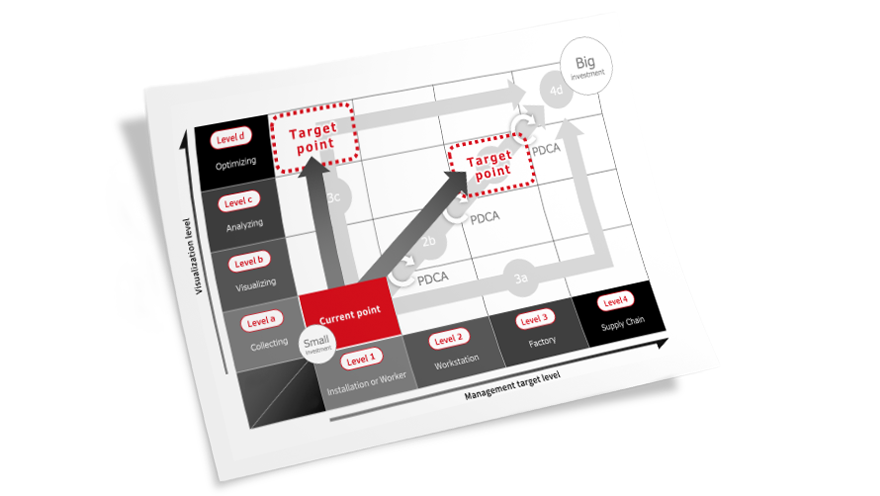 Big
investment
4d
Level d
Optimizing
Target
point
Target
point
PDCA
Level c
Analyzing
3c
PDCA
Visualization level
Level b
Visualizing
2b
PDCA
3a
Level a
Collecting
Current point
Small
investment
Level 1
Installation or Worker
Level 2
Workstation
Level 3
Factory
Level 4
Supply Chain
Management target level